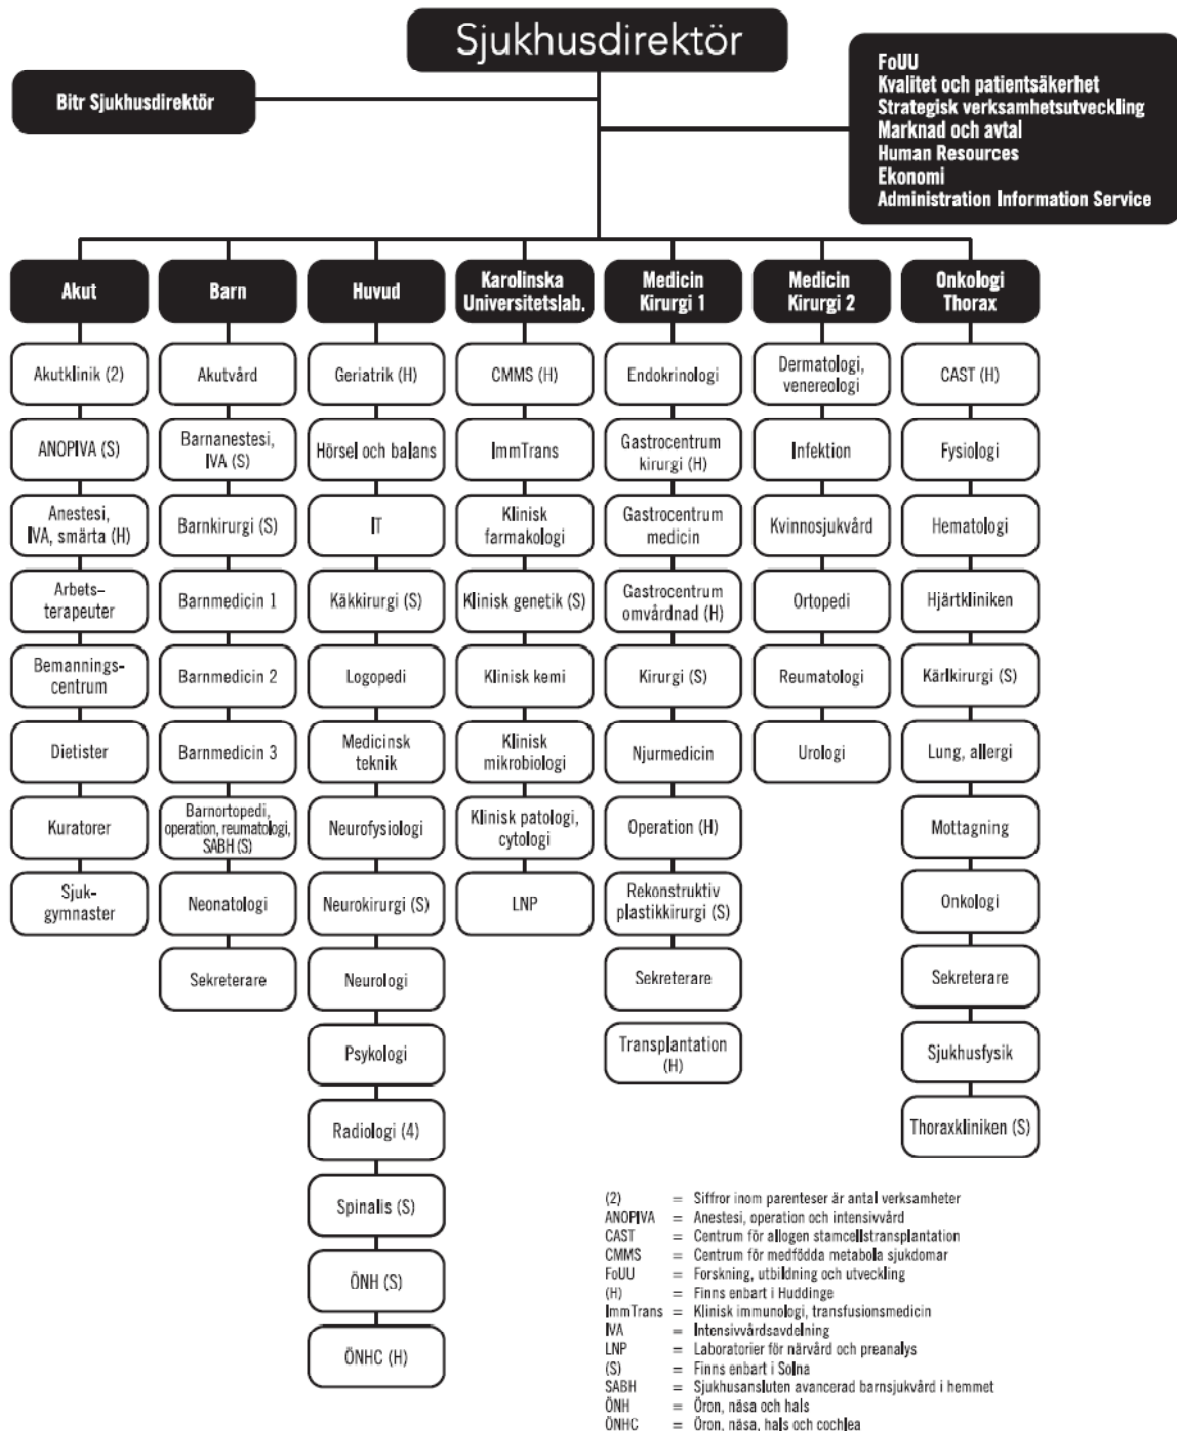 Sjukhusdirektör
Bitr Sjukhusdirektör
FoUU
Kvalitet och patientsäkerhet
Strategisk verksamhetsutveckling
Marknad och avtal
Human Resources
Ekonomi
Administration Information Service
Akut
Akutklinik (2)
ANOPIVA (S)
Anestesi,
IVA, smärta (H)
Arbets–
terapeuter
Bemannings-
centrum
Dietister
Kuratorer
Sjuk-
gymnaster
Barn
Akutvård
Barnanestesi,
IVA (S)
Barnkirurgi (S)
Barnmedicin 1
Barnmedicin 2
Barnmedicin 3
Barnortopedi,
operation, reumatologi,
SABH (S)
Neonatologi
Sekreterare
Huvud
Geriatrik (H)
Hörsel och balans
IT
Käkkirurgi (S)
Logopedi
Medicinsk
teknik
Neurofysiologi
Neurokirurgi (S)
Neurologi
Psykologi
Radiologi (4)
Spinalis (S)
ÖNH (S)
ÖNHC (H)
Karolinska
Universitetslab.
CMMS (H)
ImmTrans
Klinisk
farmakologi
Klinisk genetik (S)
Klinisk kemi
Klinisk
mikrobiologi
Klinisk patologi,
cytologi
LNP
Medicin
Kirurgi 1
Endokrinologi
Gastrocentrum
kirurgi (H)
Gastrocentrum
medicin
Gastrocentrum
omvårdnad (H)
Kirurgi (S)
Njurmedicin
Operation (H)
Rekonstruktiv
plastikkirurgi (S)
Sekreterare
Transplantation
(H)
Medicin
Kirurgi 2
Dermatologi,
venereologi
Infektion
Kvinnosjukvård
Ortopedi
Reumatologi
Urologi
Onkologi
Thorax
CAST (H)
Fysiologi
Hematologi
Hjärtkliniken
Kärlkirurgi (S)
Lung, allergi
Mottagning
Onkologi
Sekreterare
Sjukhusfysik
Thoraxkliniken (S)
(2) = Siffror inom parenteser är antal verksamheter
ANOPIVA = Anestesi, operation och intensivvård
CAST = Centrum för allogen stamcellstransplantation
CMMS = Centrum för medfödda metabola sjukdomar
FoUU = Forskning, utbildning och utveckling
(H) = Finns enbart i Huddinge
ImmTrans = Klinisk immunologi, transfusionsmedicin
IVA = Intensivvårdsavdelning
LNP = Laboratorier för närvård och preanalys
(S) = Finns enbart i Solna
SABH = Sjukhusansluten avancerad barnsjukvård i hemmet
ÖNH = Öron, näsa och hals
ÖNHC = Öron, näsa, hals och cochlea